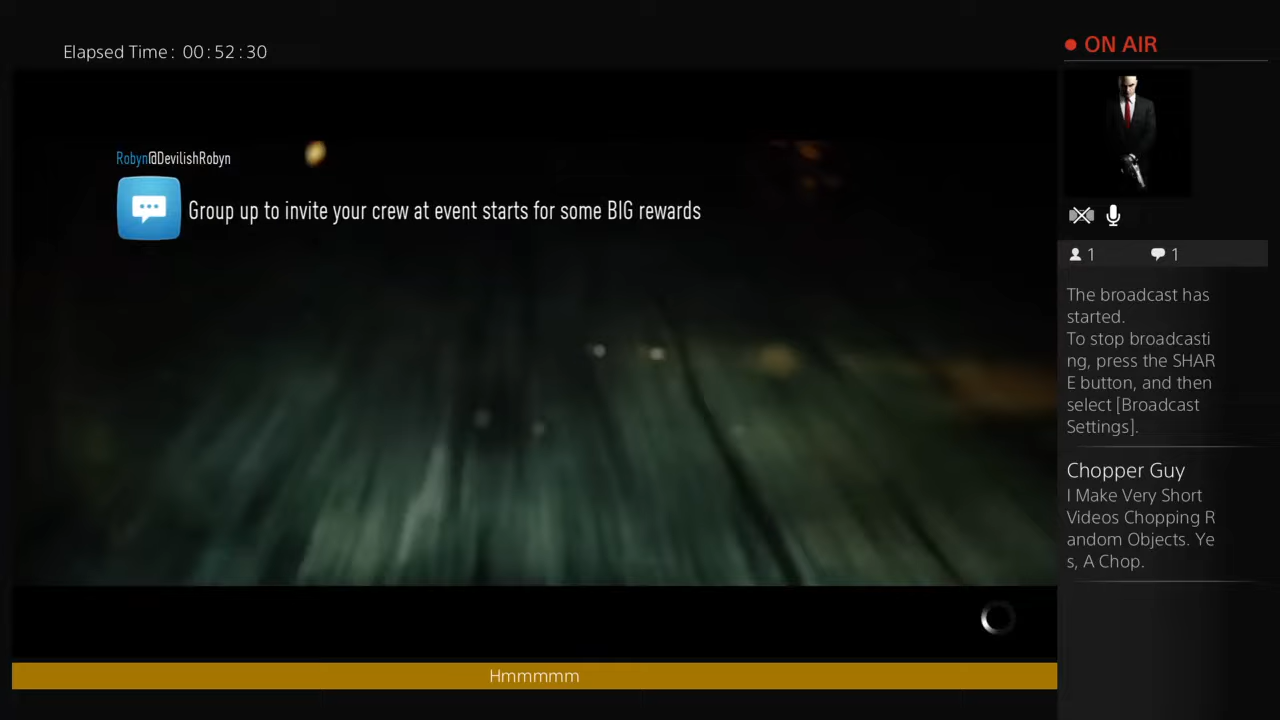 Elapsed Time: 00:52:30
ON AIR
Robyn@DevilishRobyn
Group up to invite your crew at event starts for some BIG rewards
1 1
The broadcast has
started.
To stop broadcasti
ng, press the SHAR
E button, and then
select [Broadcast
Settings].
Chopper Guy
I Make Very Short
Videos Chopping R
andom Objects. Ye
s, A Chop.
Hmmmmm